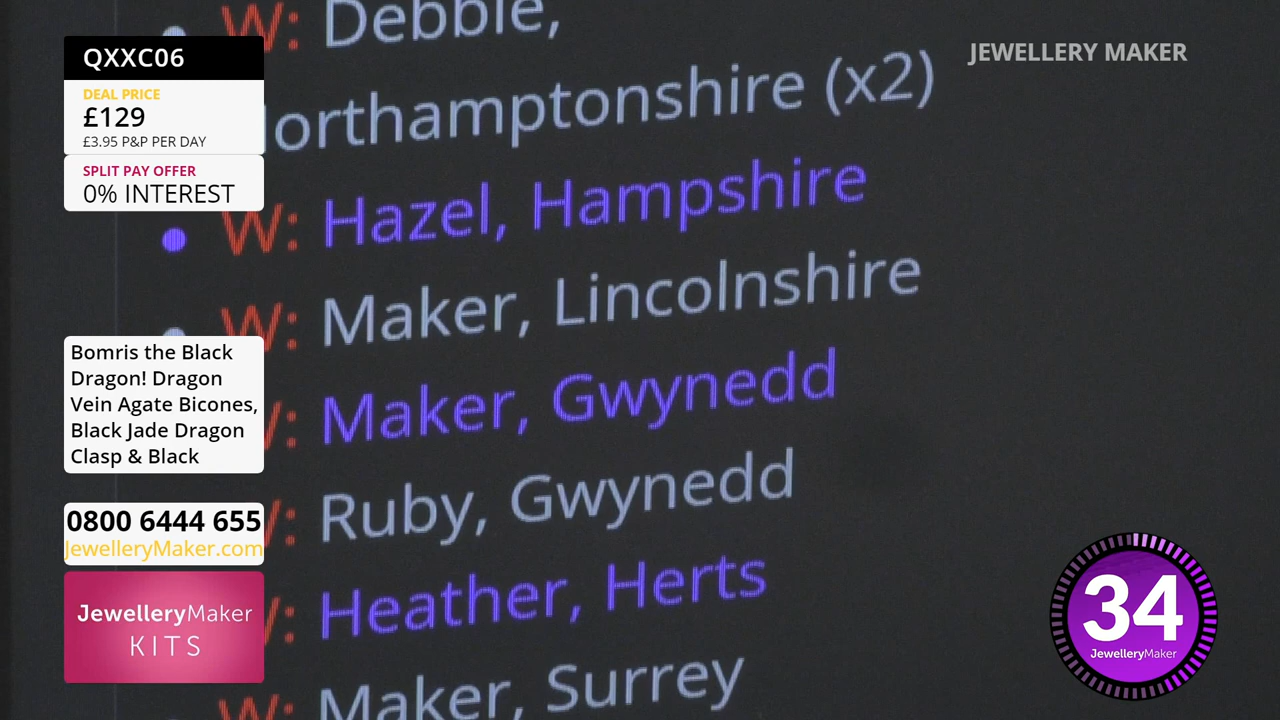 QXXC06
DEAL PRICE
£129
£3.95 P&P PER DAY
SPLIT PAY OFFER
0% INTEREST
JEWELLERY MAKER
W: Debbie,
orthamptonshire (x2)
W: Hazel, Hampshire
W: Maker, Lincolnshire
: Maker, Gwynedd
: Ruby, Gwynedd
: Heather, Herts
W: Maker, Surrey
Bomris the Black
Dragon! Dragon
Vein Agate Bicones,
Black Jade Dragon
Clasp & Black
0800 6444 655
JewelleryMaker.com
JewelleryMaker
KITS
34
JewelleryMaker